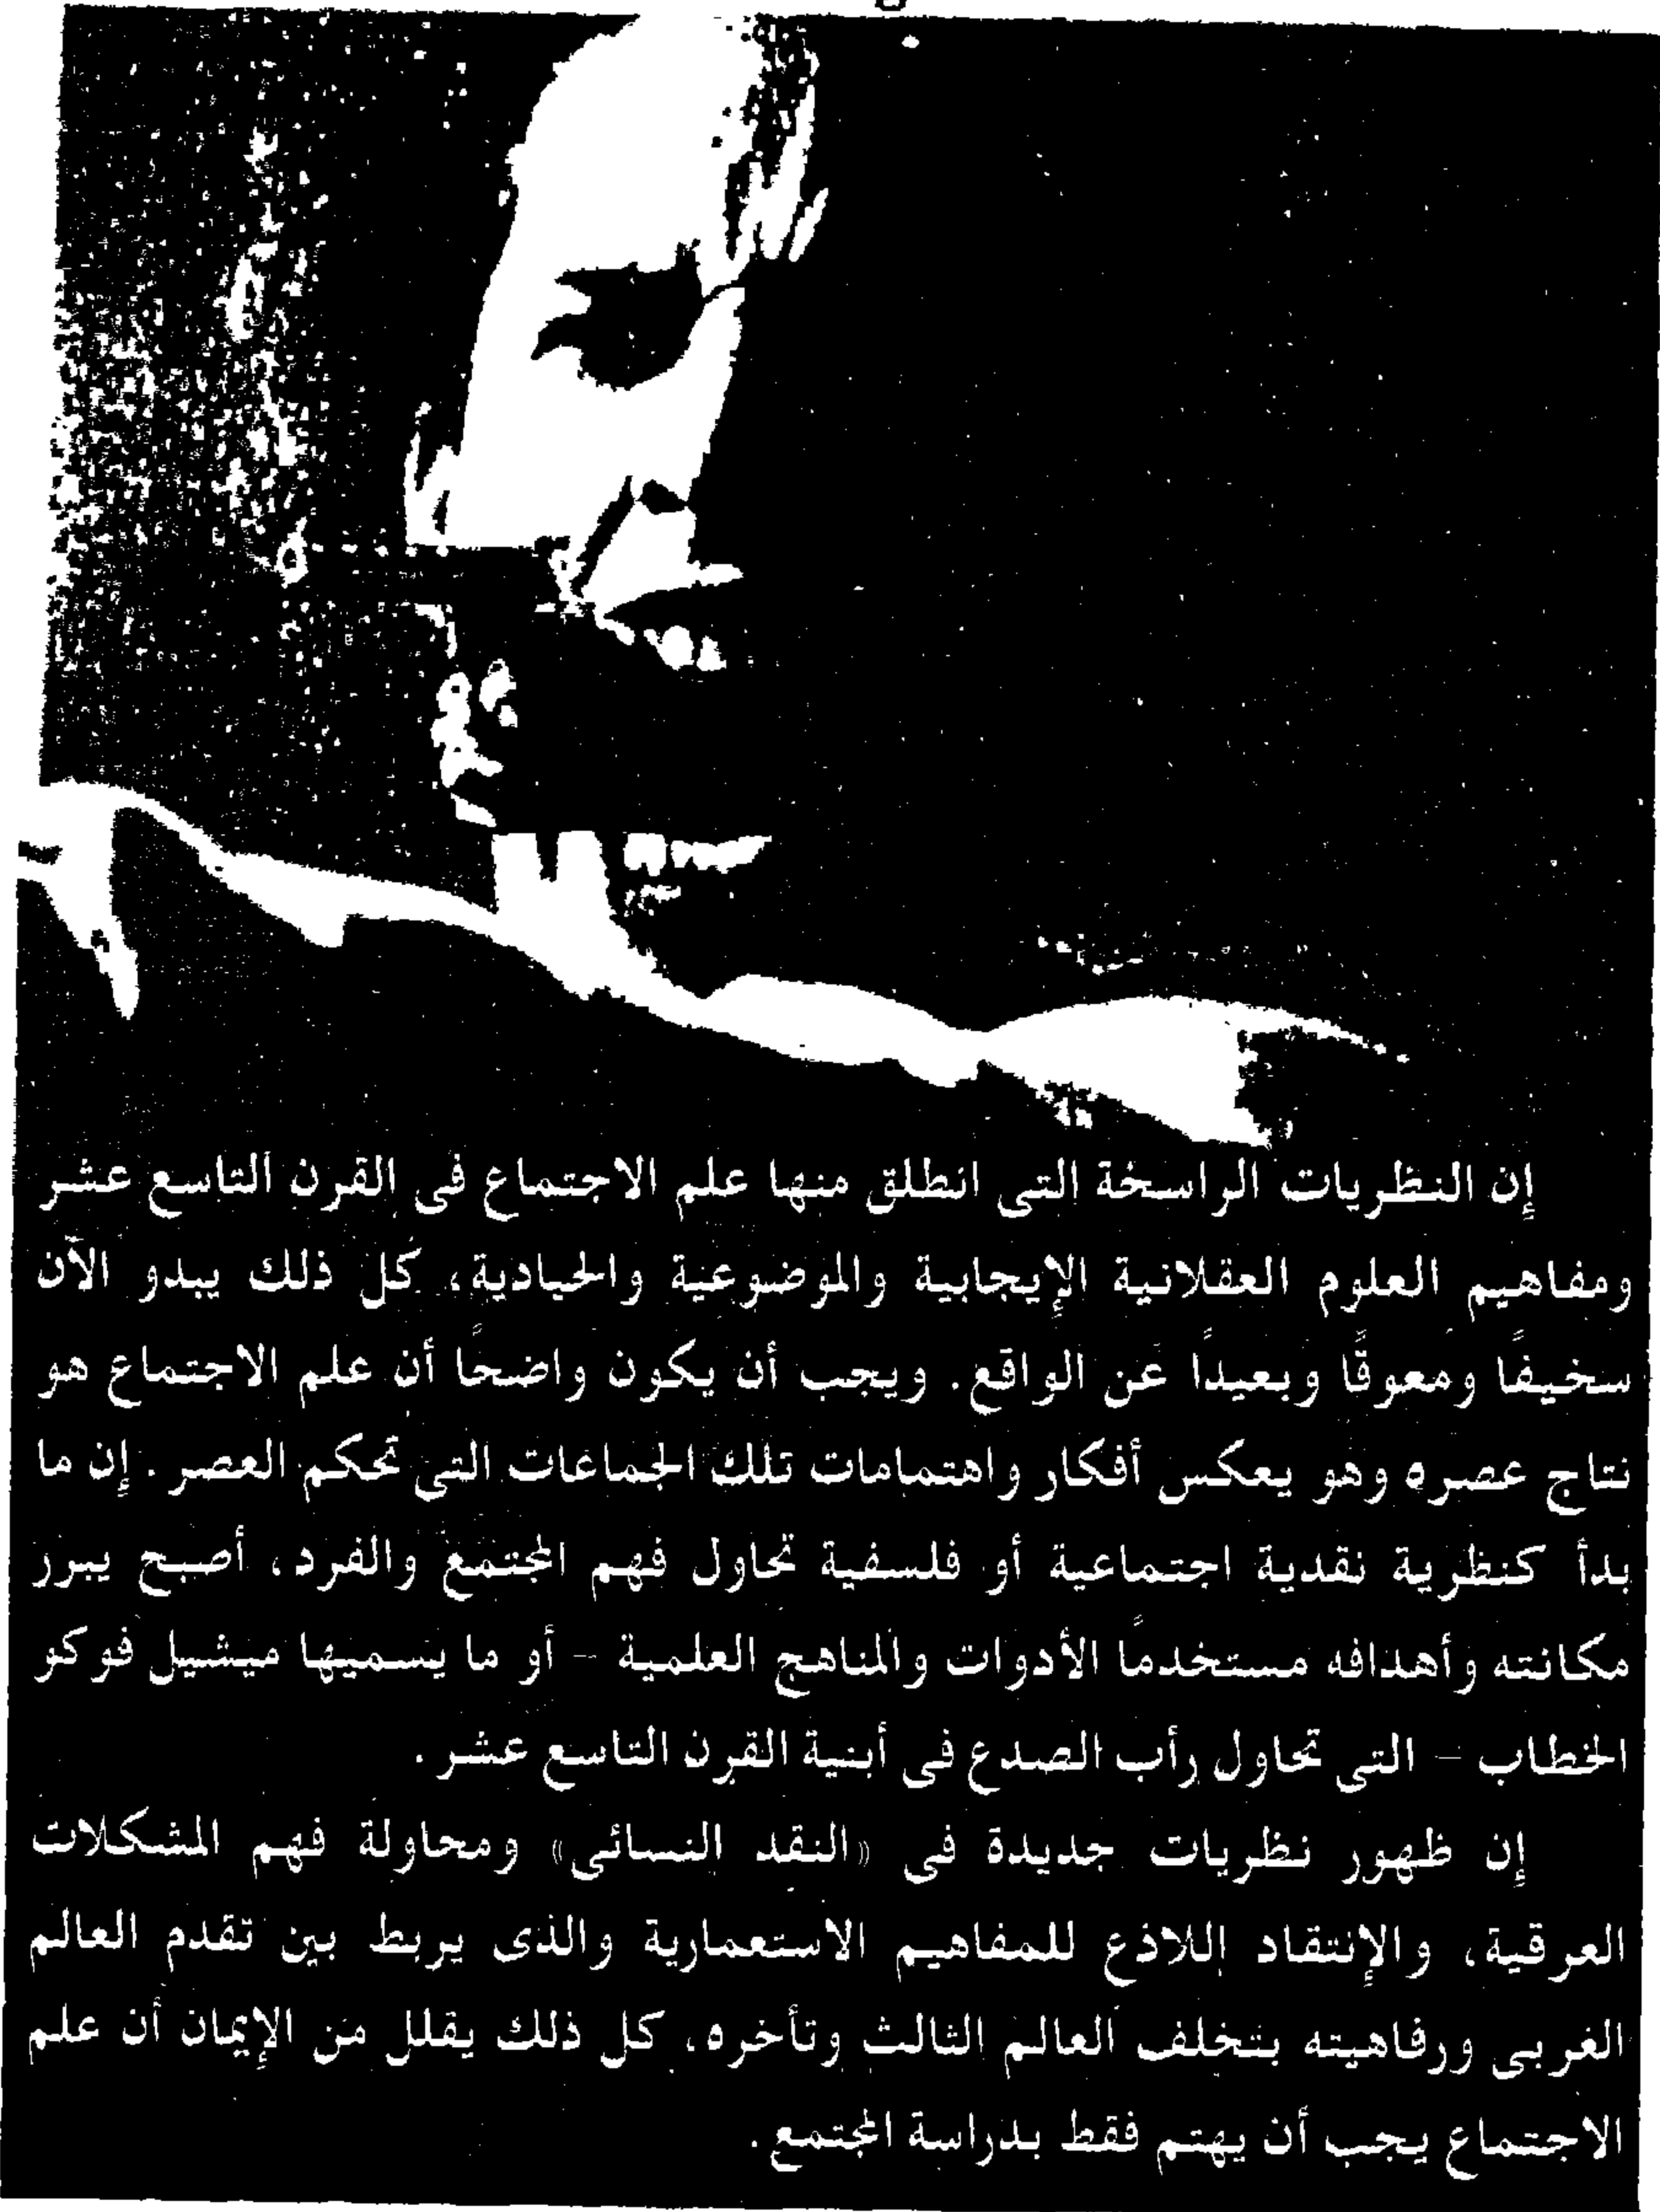 إن النظريات الراسخة التى انطلق منها علم الاجتماع فى القرن التاسع عشر
ومفاهيم العلوم العقلانية الإيجابية والموضوعية والحيادية، كل ذلك يبدو الآن
سخيفًا ومعوقًا وبعيدًا عن الواقع. ويجب أن يكون واضحًا أن علم الاجتماع هو
نتاج عصره وهو يعكس أفكار واهتمامات تلك الجماعات التى تحكم العصر. إن ما
بدأ كنظرية نقدية اجتماعية أو فلسفية تحاول فهم المجتمع والفرد، أصبح يبرر
مكانته وأهدافه مستخدمًا الأدوات والمناهج العلمية - أو ما يسميها ميشيل فوكو
الخطاب - التى تحاول رأب الصدع فى أبنية القرن التاسع عشر.
إن ظهور نظريات جديدة فى «النقد النسائى» ومحاولة فهم المشكلات
العرقية، والإنتقاد اللاذع للمفاهيم الاستعمارية والذى يربط بين تقدم العالم
الغربى ورفاهيته بتخلف العالم الثالث وتأخره، كل ذلك يقلل من الإيمان أن علم
الاجتماع يجب أن يهتم فقط بدراسة المجتمع.